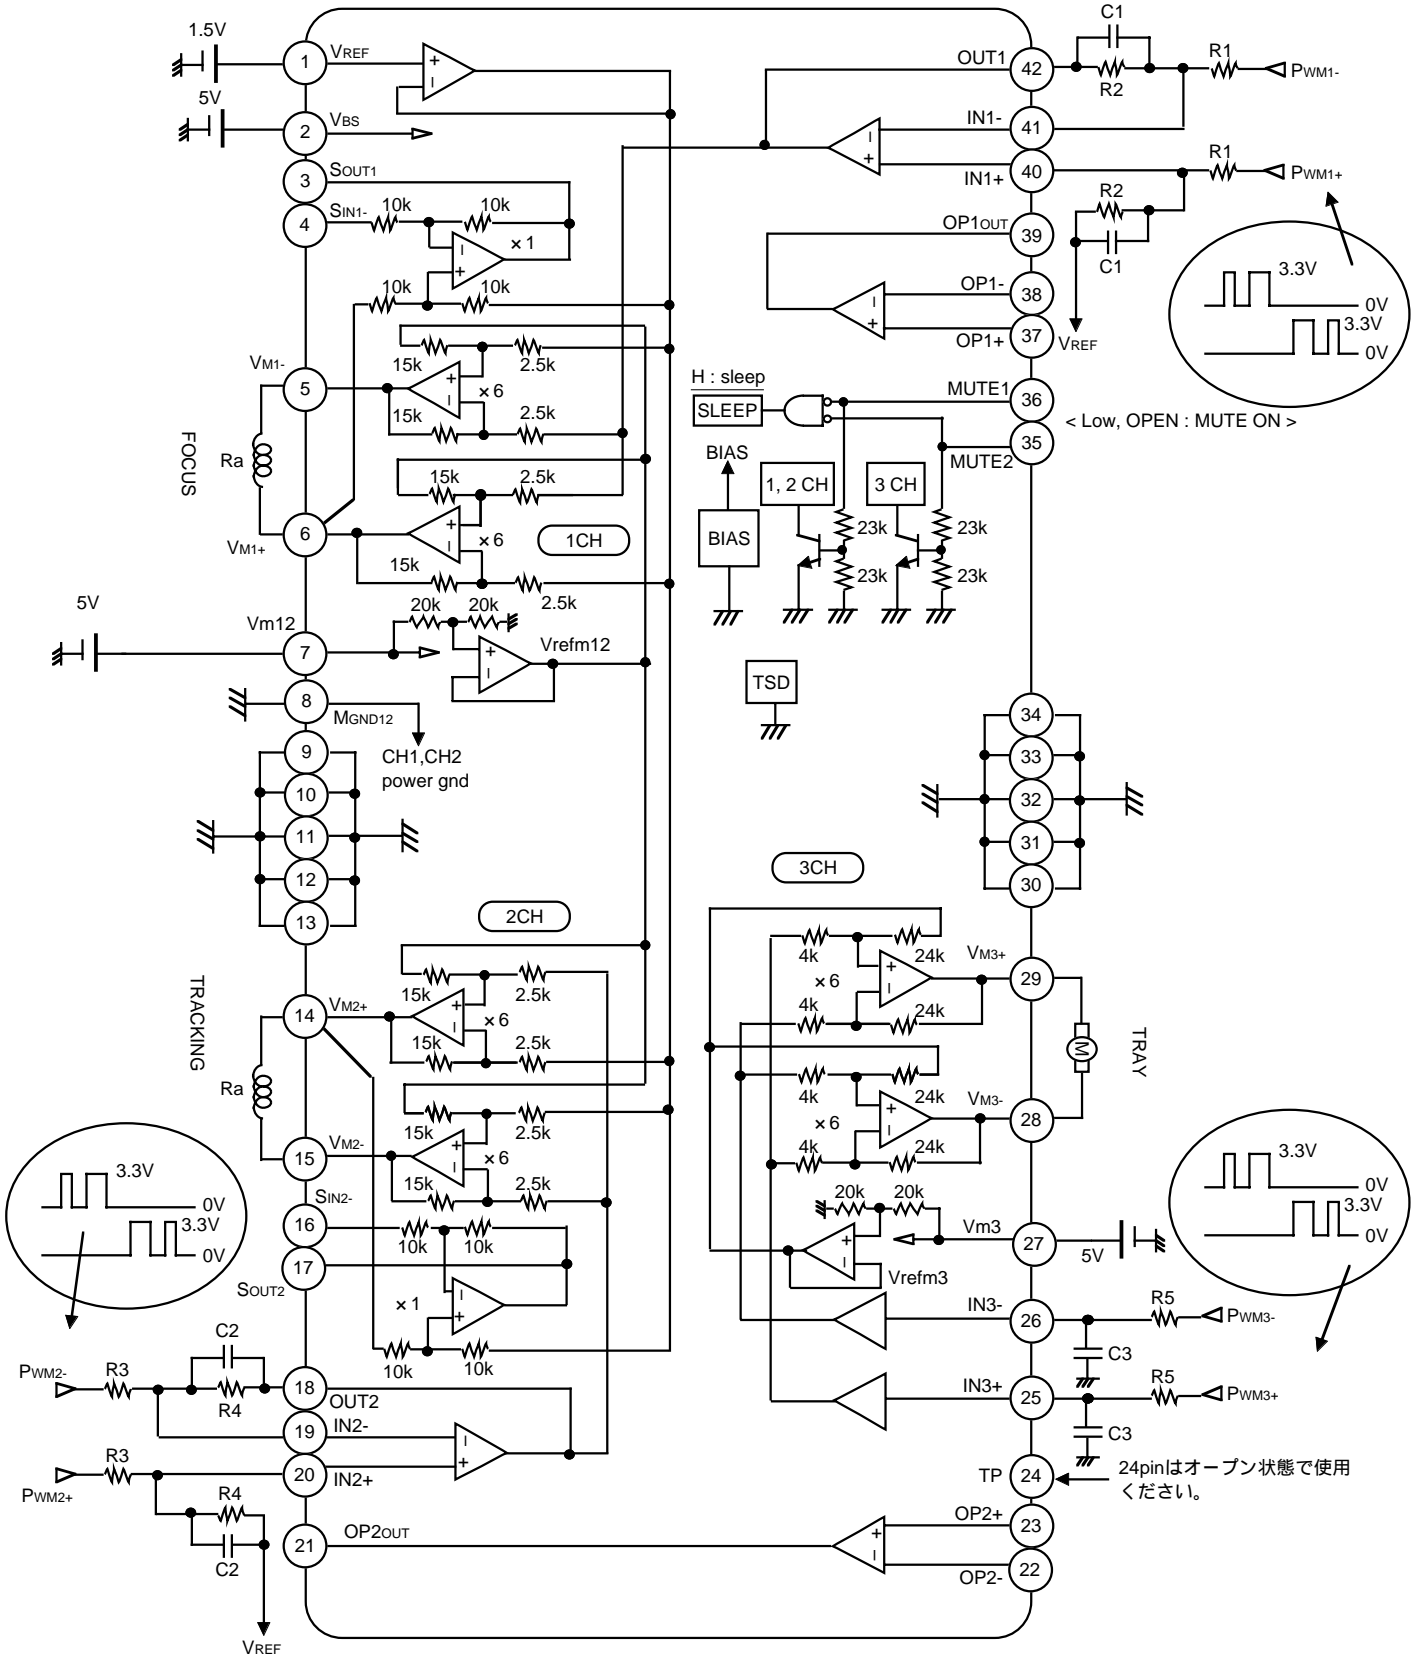 1.5V
1
VREF
5V
2
VBS
3
SOUT1
4
SIN1-
10k
10k
×1
10k
10k
15k
2.5k
VM1-
5
×6
15k
2.5k
FOCUS
Ra
15k
2.5k
6
VM1+
×6
1CH
15k
2.5k
5V
20k
20k
Vm12
7
Vrefm12
8
MGND12
CH1,CH2
power gnd
9
10
11
12
13
2CH
TRACKING
14
VM2+
15k
2.5k
×6
15k
2.5k
Ra
15
VM2-
15k
2.5k
×6
15k
2.5k
3.3V
0V
3.3V
0V
SIN2-
16
10k
10k
17
SOUT2
×1
10k
10k
C2
PWM2-
R3
R4
18
OUT2
19
IN2-
R3
PWM2+
20
IN2+
R4
C2
21
OP2OUT
VREF
C1
OUT1
42
R2
R1
PWM1-
IN1-
41
R1
PWM1+
40
IN1+
R2
C1
OP1OUT
39
OP1-
38
37
OP1+
VREF
3.3V
0V
3.3V
0V
H : sleep
SLEEP
MUTE1
36
< Low, OPEN : MUTE ON >
35
MUTE2
BIAS
1, 2 CH
3 CH
BIAS
23k
23k
23k
23k
TSD
34
33
32
31
30
3CH
4k
24k
VM3+
29
×6
4k
24k
M
TRAY
4k
24k
VM3-
28
×6
4k
24k
20k
20k
Vm3
27
5V
Vrefm3
3.3V
0V
3.3V
0V
IN3-
26
R5
PWM3-
C3
IN3+
25
R5
PWM3+
C3
TP
24
24pinはオープン状態で使用
ください。
OP2+
23
22
OP2-